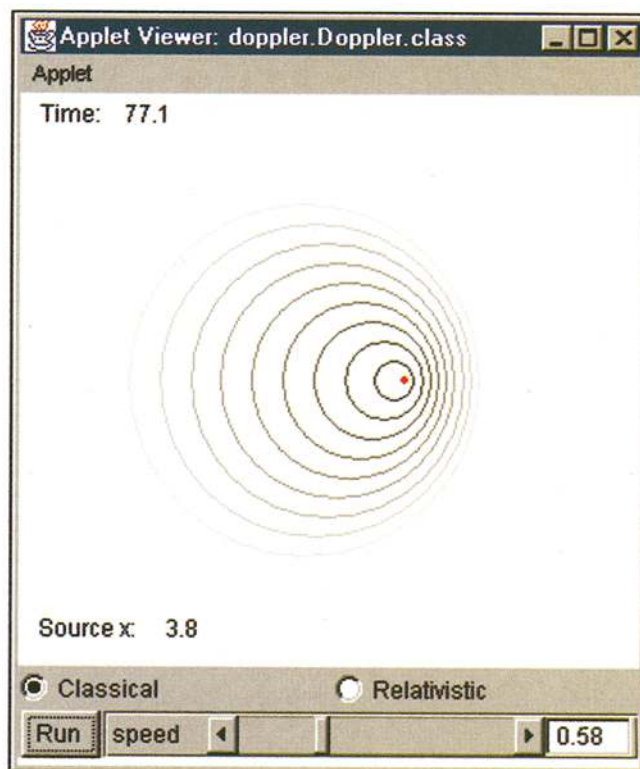 Applet Viewer: doppler.Doppler.class
Applet
Time: 77.1
Source x: 3.8
Classical Relativistic
Run speed 0.58